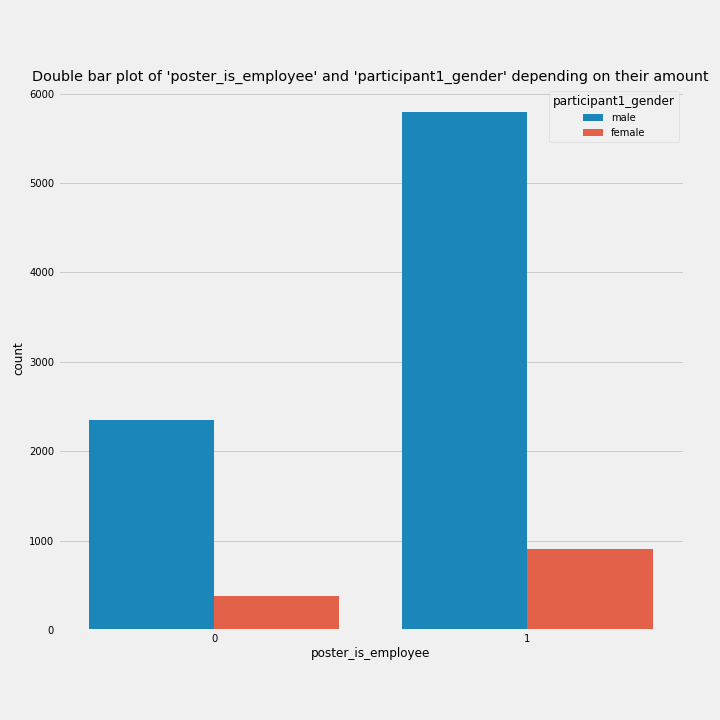 Double bar plot of 'poster_is_employee' and 'participant1_gender' depending on their amount
participant1_gender
male
female
6000
5000
4000
3000
2000
1000
0
count
0
1
poster_is_employee